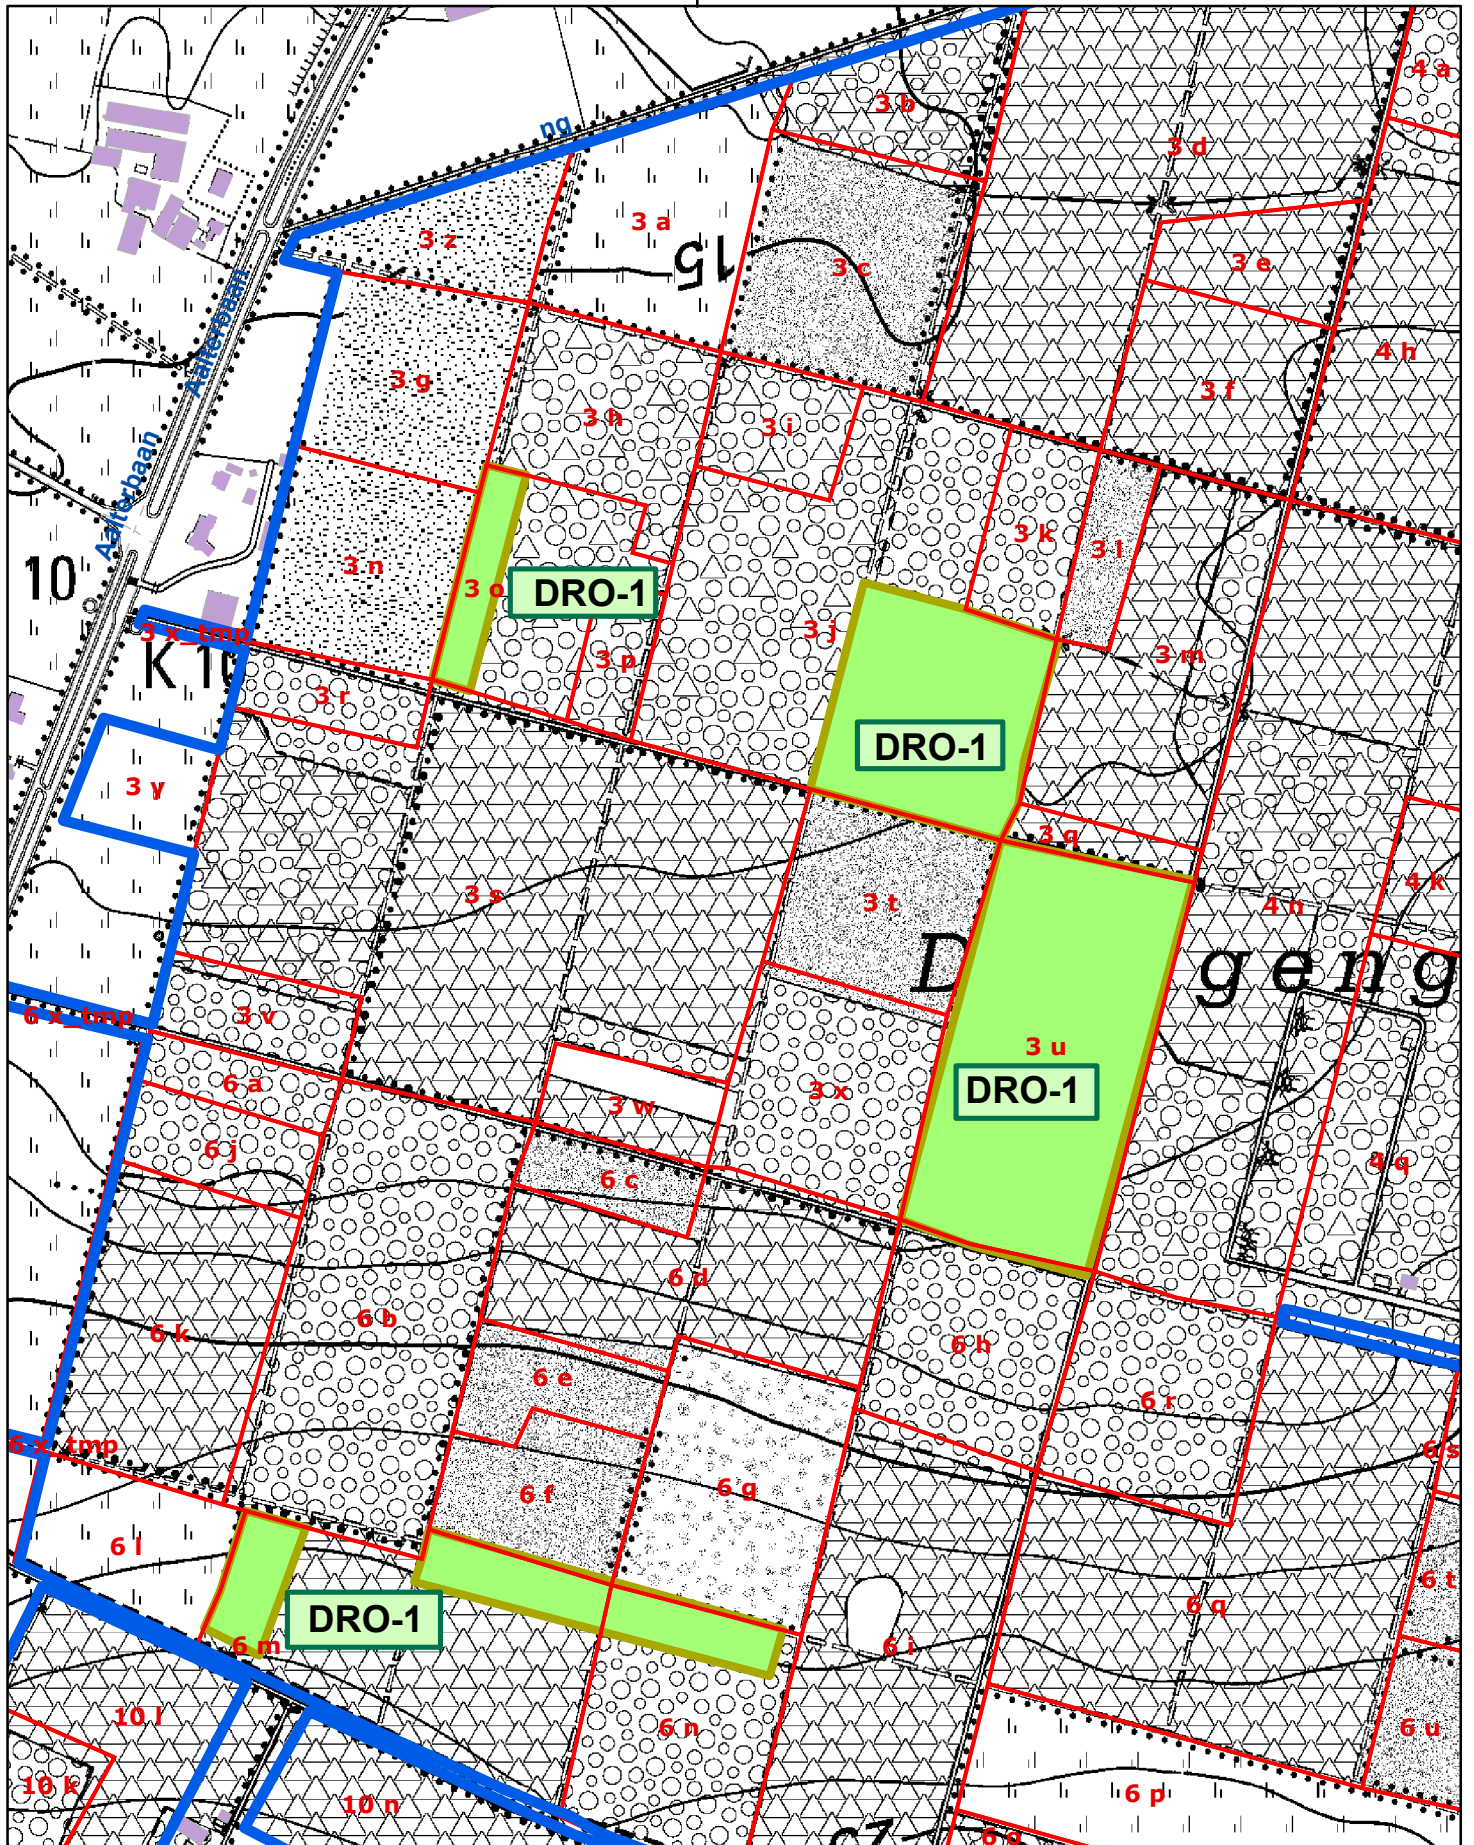 4 a
3 b
ng
3 d
3 a
3 z
15
3 c
3 e
Aalterbaan
4 h
3 g
3 f
3 h
3 i
Aalterbaan
3 k
3 l
3 n
10
3 o
DRO-1
3 x_tmp
3 j
3 p
3 m
K 10
3 r
DRO-1
3 y
3 q
4 k
3 s
3 t
4 n
D
geng
3 v
6 x_tmp
3 u
6 a
3 x
DRO-1
3 w
6 j
4 q
6 c
6 d
6 b
6 k
6 h
6 e
6 r
6 x_tmp
6 s
6 g
6 f
6 l
6 t
6 q
DRO-1
6 m
6 i
10 l
6 n
6 u
10 k
6 p
10 n
6 o